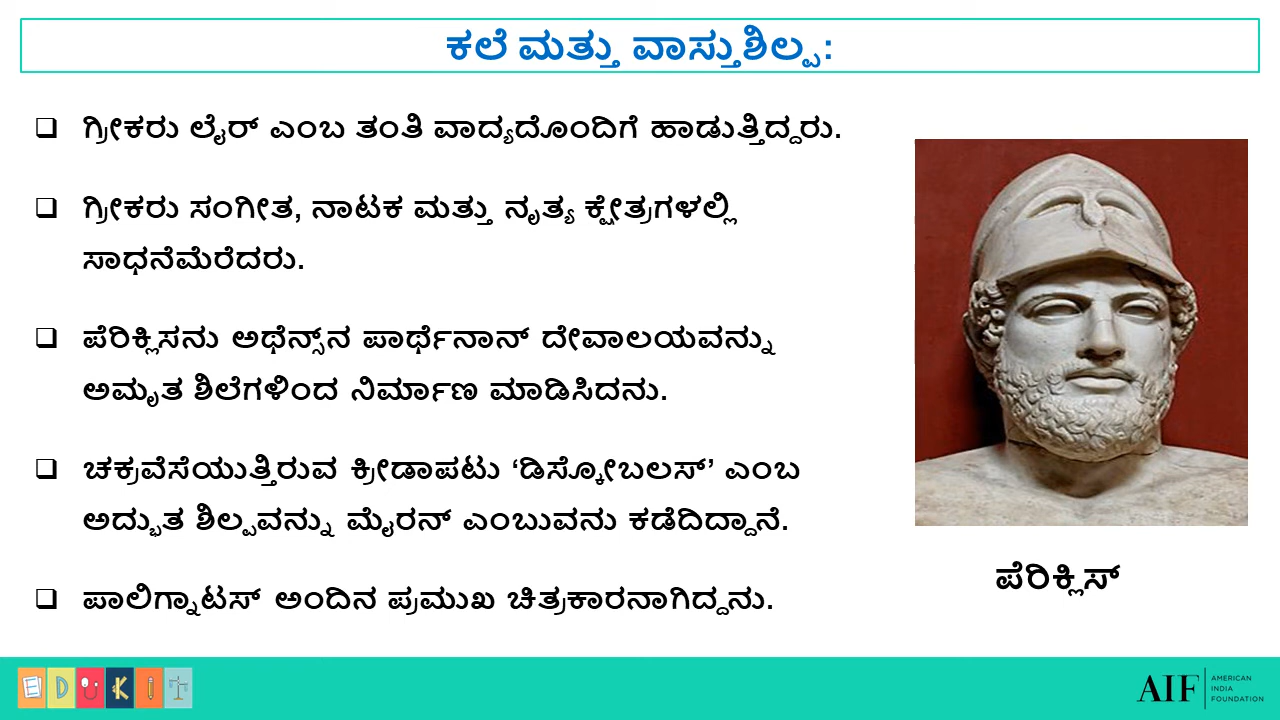 ಕಲೆ ಮತ್ತು ವಾಸ್ತುಶಿಲ್ಪ:
❑ ಗ್ರೀಕರು ಲೈರ್ ಎಂಬ ತಂತಿ ವಾದ್ಯದೊಂದಿಗೆ ಹಾಡುತ್ತಿದ್ದರು.
❑ ಗ್ರೀಕರು ಸಂಗೀತ, ನಾಟಕ ಮತ್ತು ನೃತ್ಯ ಕ್ಷೇತ್ರಗಳಲ್ಲಿ
ಸಾಧನೆಮೆರೆದರು.
❑ ಪೆರಿಕ್ಲಿಸನು ಅಥೆನ್ಸ್‌ನ ಪಾರ್ಥೆನಾನ್ ದೇವಾಲಯವನ್ನು
ಅಮೃತ ಶಿಲೆಗಳಿಂದ ನಿರ್ಮಾಣ ಮಾಡಿಸಿದನು.
❑ ಚಕ್ರವೆಸೆಯುತ್ತಿರುವ ಕ್ರೀಡಾಪಟು ‘ಡಿಸ್ಕೋಬಲಸ್’ ಎಂಬ
ಅದ್ಭುತ ಶಿಲ್ಪವನ್ನು ಮೈರನ್ ಎಂಬುವನು ಕಡೆದಿದ್ದಾನೆ.
❑ ಪಾಲಿಗ್ನಾಟಸ್ ಅಂದಿನ ಪ್ರಮುಖ ಚಿತ್ರಕಾರನಾಗಿದ್ದನು.
ಪೆರಿಕ್ಲಿಸ್
EDUKIT
AIF AMERICAN
INDIA
FOUNDATION